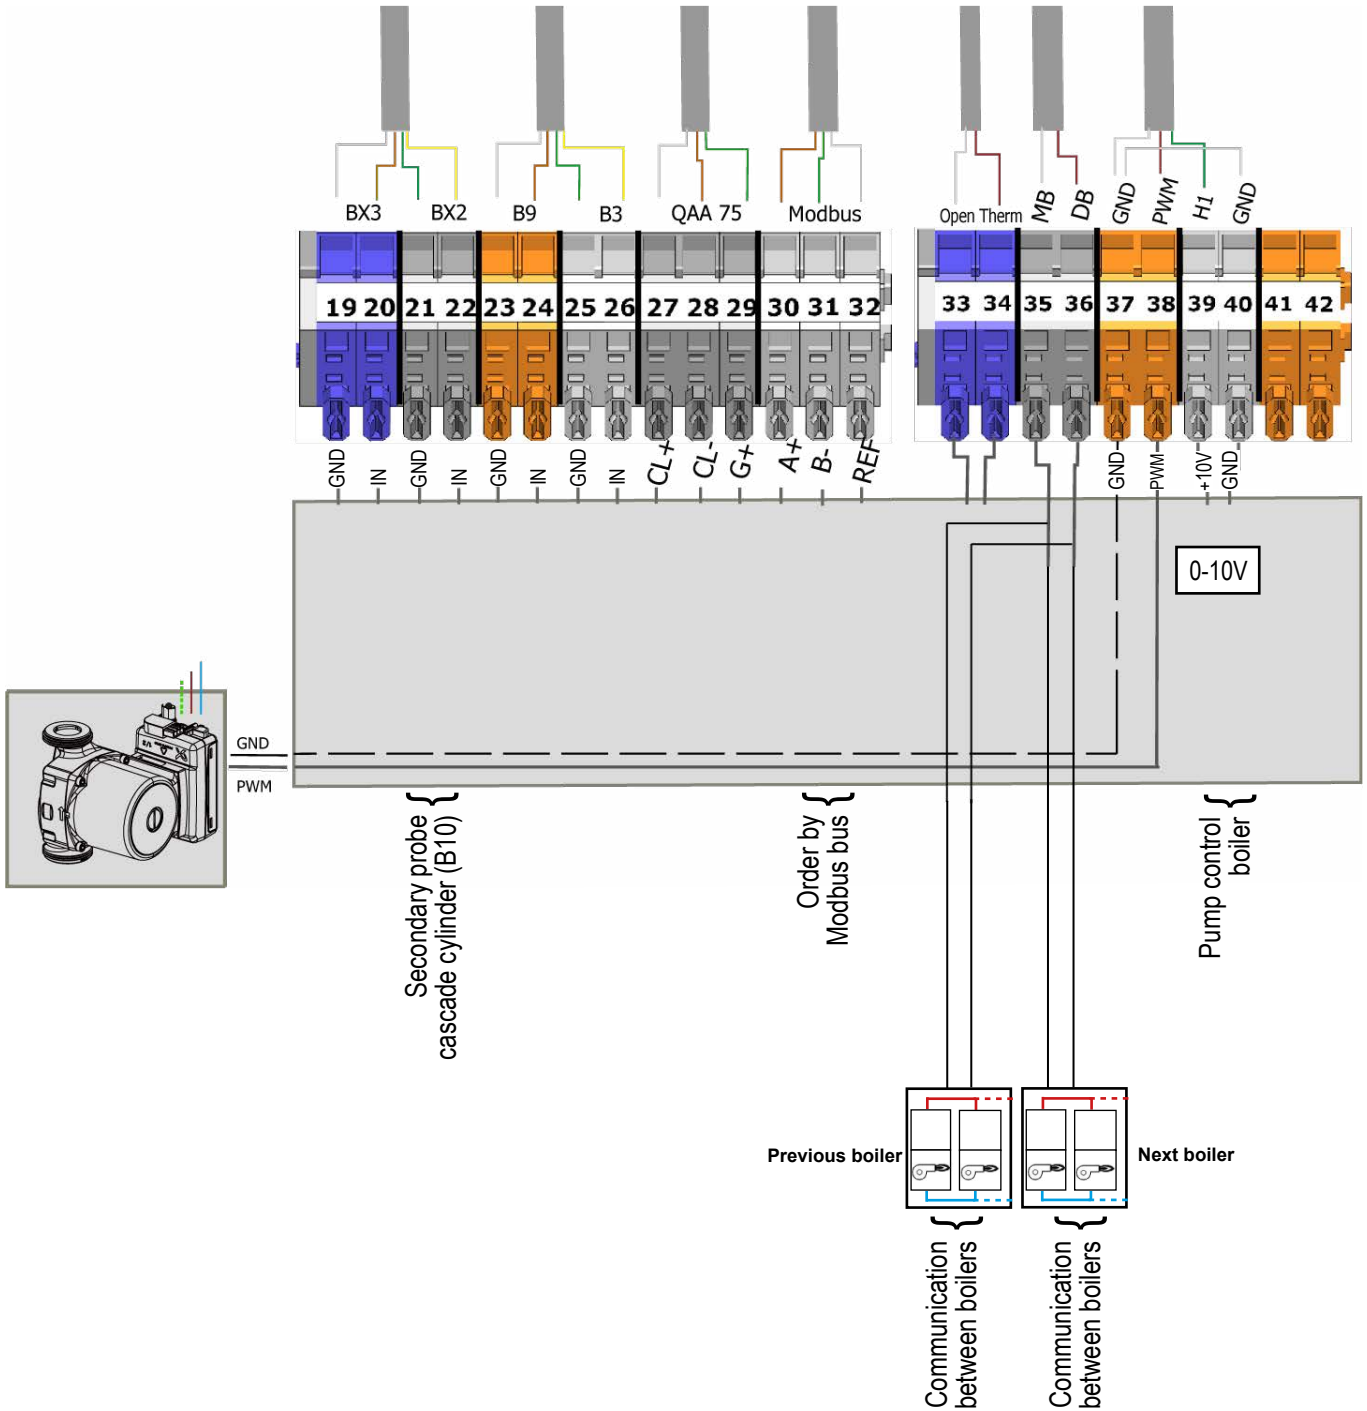 BX3 BX2 B9 B3 QAA 75 Modbus
Open Therm MB DB GND PWM H1 GND
19 20 21 22 23 24 25 26 27 28 29 30 31 32
33 34 35 36 37 38 39 40 41 42
GND IN GND IN GND IN GND IN CL+ CL- G+ A+ B- REF
GND PWM +10V GND
0-10V
GND
PWM
Secondary probe
cascade cylinder (B10)
Order by
Modbus bus
Pump control
boiler
Previous boiler
Next boiler
Communication
between boilers
Communication
between boilers